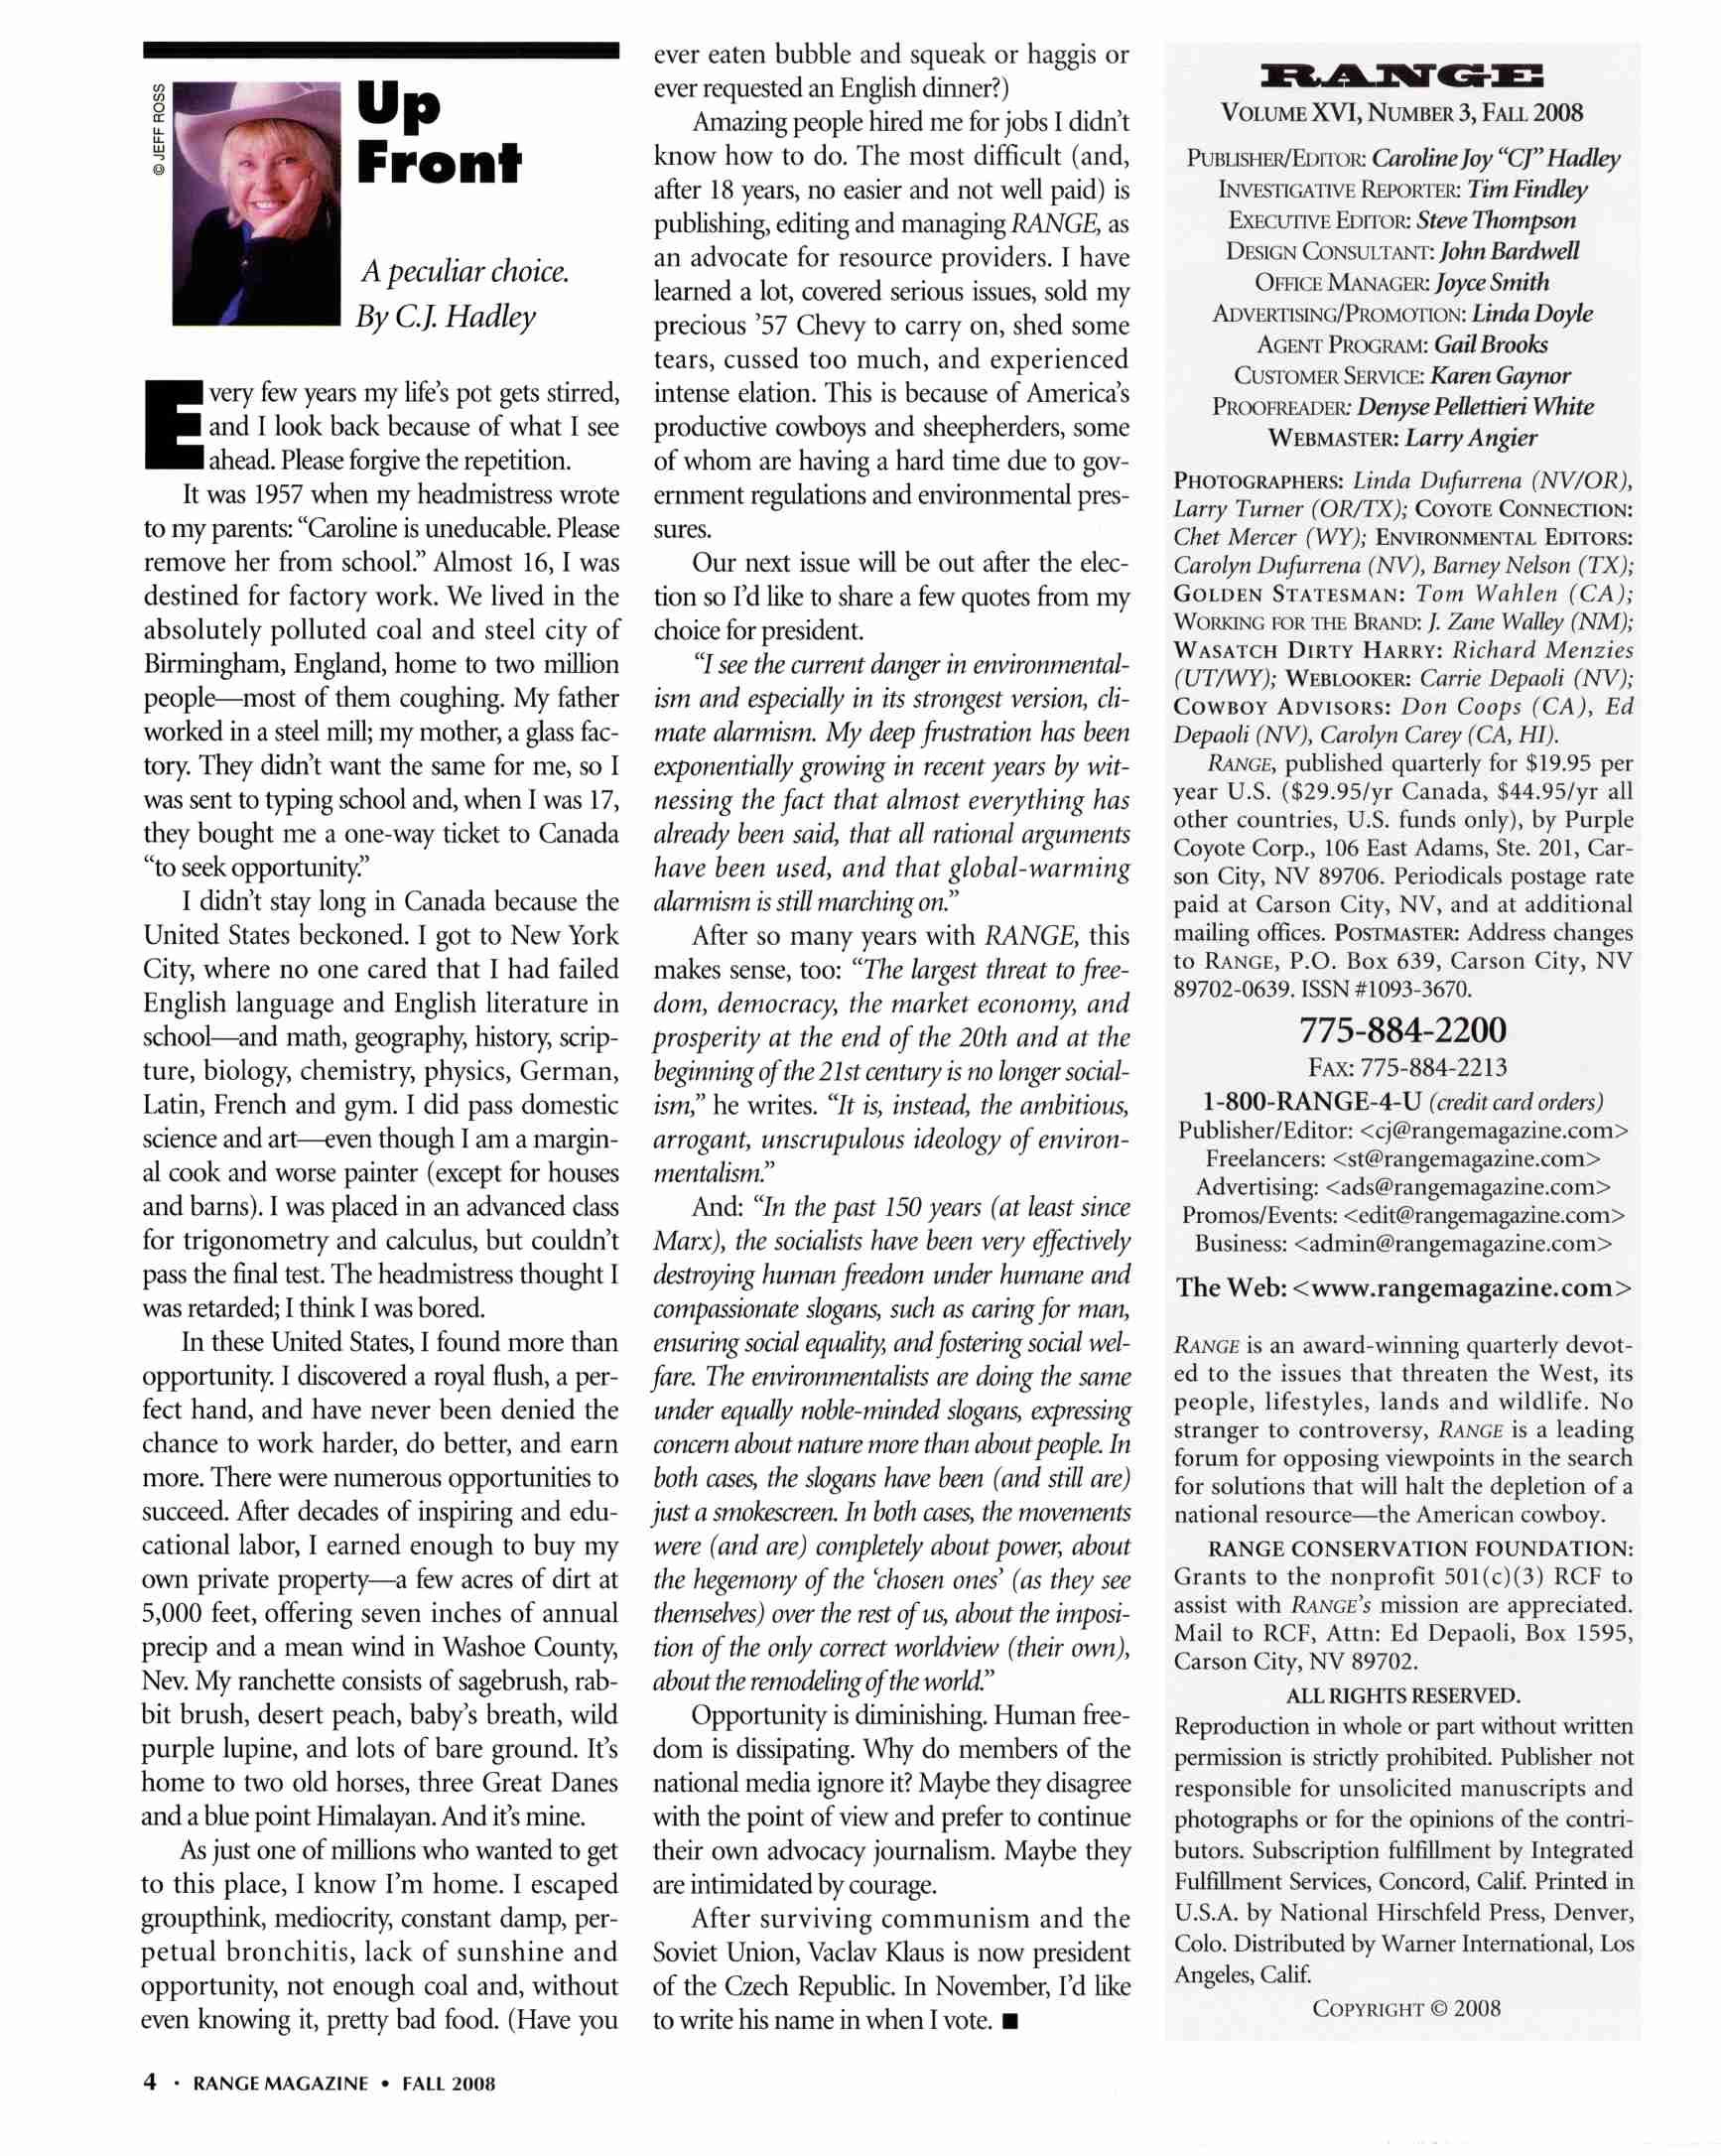 © JEFF ROSS
Up
Front
A peculiar choice.
By C.J. Hadley
Every few years my life's pot gets stirred,
and I look back because of what I see
ahead. Please forgive the repetition.
It was 1957 when my headmistress wrote
to my parents: “Caroline is uneducable. Please
remove her from school.” Almost 16, I was
destined for factory work. We lived in the
absolutely polluted coal and steel city of
Birmingham, England, home to two million
people—most of them coughing. My father
worked in a steel mill; my mother, a glass fac-
tory. They didn't want the same for me, so I
was sent to typing school and, when I was 17,
they bought me a one-way ticket to Canada
“to seek opportunity.”
I didn't stay long in Canada because the
United States beckoned. I got to New York
City, where no one cared that I had failed
English language and English literature in
school—and math, geography, history, scrip-
ture, biology, chemistry, physics, German,
Latin, French and gym. I did pass domestic
science and art—even though I am a margin-
al cook and worse painter (except for houses
and barns). I was placed in an advanced class
for trigonometry and calculus, but couldn't
pass the final test. The headmistress thought I
was retarded; I think I was bored.
In these United States, I found more than
opportunity. I discovered a royal flush, a per-
fect hand, and have never been denied the
chance to work harder, do better, and earn
more. There were numerous opportunities to
succeed. After decades of inspiring and edu-
cational labor, I earned enough to buy my
own private property—a few acres of dirt at
5,000 feet, offering seven inches of annual
precip and a mean wind in Washoe County,
Nev. My ranchette consists of sagebrush, rab-
bit brush, desert peach, baby's breath, wild
purple lupine, and lots of bare ground. It's
home to two old horses, three Great Danes
and a blue point Himalayan. And it's mine.
As just one of millions who wanted to get
to this place, I know I'm home. I escaped
groupthink, mediocrity, constant damp, per-
petual bronchitis, lack of sunshine and
opportunity, not enough coal and, without
even knowing it, pretty bad food. (Have you
ever eaten bubble and squeak or haggis or
ever requested an English dinner?)
Amazing people hired me for jobs I didn't
know how to do. The most difficult (and,
after 18 years, no easier and not well paid) is
publishing, editing and managing RANGE, as
an advocate for resource providers. I have
learned a lot, covered serious issues, sold my
precious '57 Chevy to carry on, shed some
tears, cussed too much, and experienced
intense elation. This is because of America's
productive cowboys and sheepherders, some
of whom are having a hard time due to gov-
ernment regulations and environmental pres-
sures.
Our next issue will be out after the elec-
tion so I'd like to share a few quotes from my
choice for president.
“I see the current danger in environmental-
ism and especially in its strongest version, cli-
mate alarmism. My deep frustration has been
exponentially growing in recent years by wit-
nessing the fact that almost everything has
already been said, that all rational arguments
have been used, and that global-warming
alarmism is still marching on.”
After so many years with RANGE, this
makes sense, too: “The largest threat to free-
dom, democracy, the market economy, and
prosperity at the end of the 20th and at the
beginning of the 21st century is no longer social-
ism,” he writes. “It is, instead, the ambitious,
arrogant, unscrupulous ideology of environ-
mentalism.”
And: “In the past 150 years (at least since
Marx), the socialists have been very effectively
destroying human freedom under humane and
compassionate slogans, such as caring for man,
ensuring social equality, and fostering social wel-
fare. The environmentalists are doing the same
under equally noble-minded slogans, expressing
concern about nature more than about people. In
both cases, the slogans have been (and still are)
just a smokescreen. In both cases, the movements
were (and are) completely about power, about
the hegemony of the ‘chosen ones’ (as they see
themselves) over the rest of us, about the imposi-
tion of the only correct worldview (their own),
about the remodeling of the world.”
Opportunity is diminishing. Human free-
dom is dissipating. Why do members of the
national media ignore it? Maybe they disagree
with the point of view and prefer to continue
their own advocacy journalism. Maybe they
are intimidated by courage.
After surviving communism and the
Soviet Union, Vaclav Klaus is now president
of the Czech Republic. In November, I'd like
to write his name in when I vote. ■
RANGE
VOLUME XVI, NUMBER 3, FALL 2008
PUBLISHER/EDITOR: Caroline Joy “CJ” Hadley
INVESTIGATIVE REPORTER: Tim Findley
EXECUTIVE EDITOR: Steve Thompson
DESIGN CONSULTANT: John Bardwell
OFFICE MANAGER: Joyce Smith
ADVERTISING/PROMOTION: Linda Doyle
AGENT PROGRAM: Gail Brooks
CUSTOMER SERVICE: Karen Gaynor
PROOFREADER: Denyse Pellettieri White
WEBMASTER: Larry Angier
PHOTOGRAPHERS: Linda Dufurrena (NV/OR),
Larry Turner (OR/TX); COYOTE CONNECTION:
Chet Mercer (WY); ENVIRONMENTAL EDITORS:
Carolyn Dufurrena (NV), Barney Nelson (TX);
GOLDEN STATESMAN: Tom Wahlen (CA);
WORKING FOR THE BRAND: J. Zane Walley (NM);
WASATCH DIRTY HARRY: Richard Menzies
(UT/WY); WEBLOOKER: Carrie Depaoli (NV);
COWBOY ADVISORS: Don Coops (CA), Ed
Depaoli (NV), Carolyn Carey (CA, HI).
RANGE, published quarterly for $19.95 per
year U.S. ($29.95/yr Canada, $44.95/yr all
other countries, U.S. funds only), by Purple
Coyote Corp., 106 East Adams, Ste. 201, Car-
son City, NV 89706. Periodicals postage rate
paid at Carson City, NV, and at additional
mailing offices. POSTMASTER: Address changes
to RANGE, P.O. Box 639, Carson City, NV
89702-0639. ISSN #1093-3670.
775-884-2200
FAX: 775-884-2213
1-800-RANGE-4-U (credit card orders)
Publisher/Editor: <cj@rangemagazine.com>
Freelancers: <st@rangemagazine.com>
Advertising: <ads@rangemagazine.com>
Promos/Events: <edit@rangemagazine.com>
Business: <admin@rangemagazine.com>
The Web: <www.rangemagazine.com>
RANGE is an award-winning quarterly devot-
ed to the issues that threaten the West, its
people, lifestyles, lands and wildlife. No
stranger to controversy, RANGE is a leading
forum for opposing viewpoints in the search
for solutions that will halt the depletion of a
national resource—the American cowboy.
RANGE CONSERVATION FOUNDATION:
Grants to the nonprofit 501(c)(3) RCF to
assist with RANGE's mission are appreciated.
Mail to RCF, Attn: Ed Depaoli, Box 1595,
Carson City, NV 89702.
ALL RIGHTS RESERVED.
Reproduction in whole or part without written
permission is strictly prohibited. Publisher not
responsible for unsolicited manuscripts and
photographs or for the opinions of the contri-
butors. Subscription fulfillment by Integrated
Fulfillment Services, Concord, Calif. Printed in
U.S.A. by National Hirschfeld Press, Denver,
Colo. Distributed by Warner International, Los
Angeles, Calif.
COPYRIGHT © 2008
4 • RANGE MAGAZINE • FALL 2008